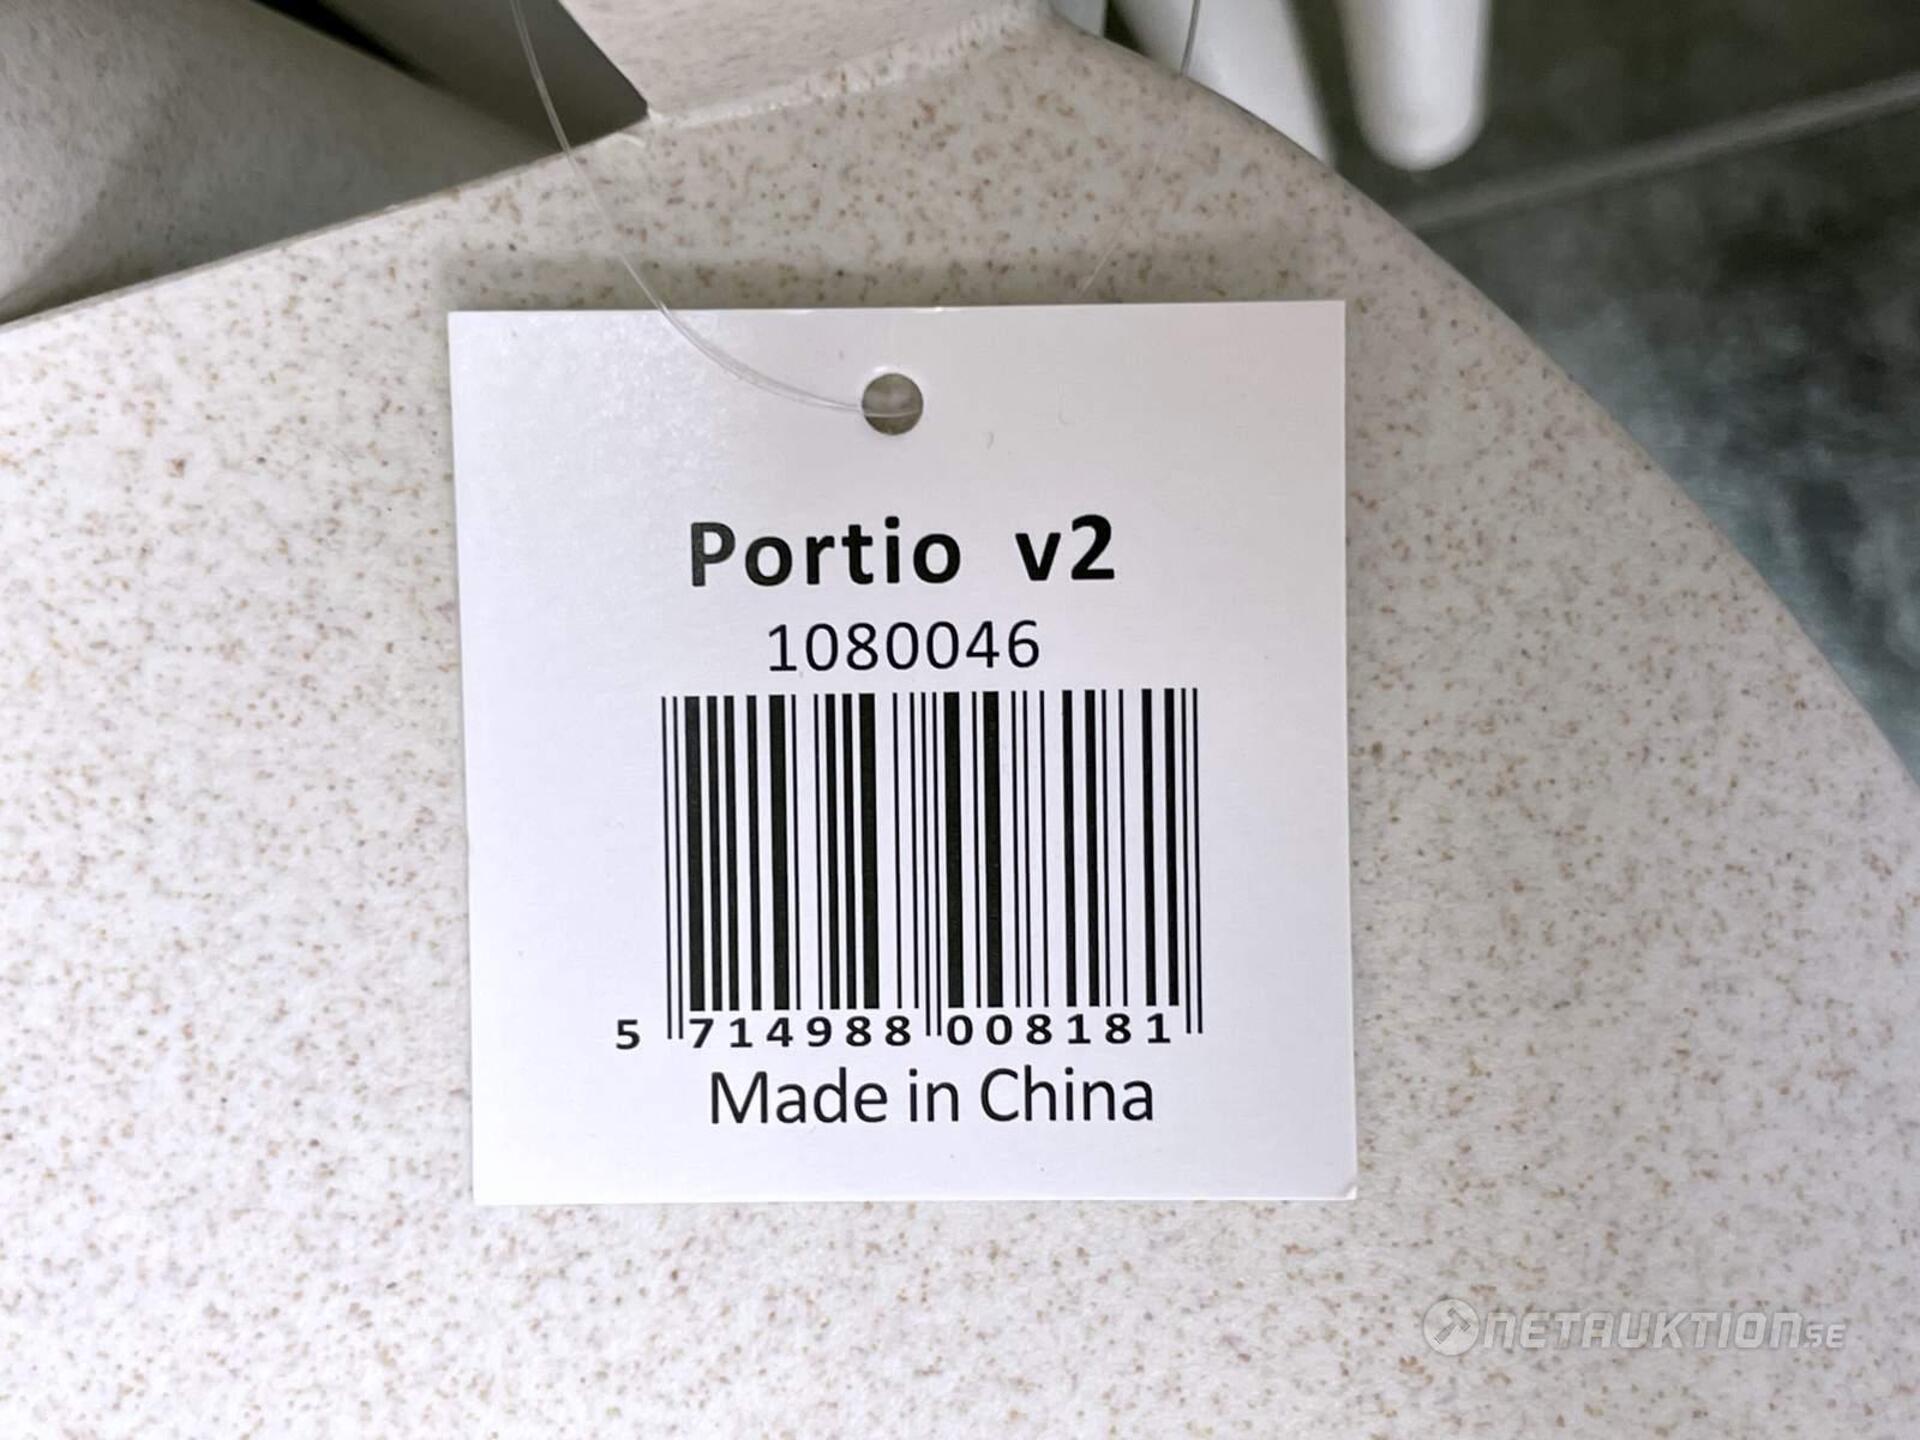 Portio v2
1080046
5 714988 008181
Made in China
NETAUKTION.SE